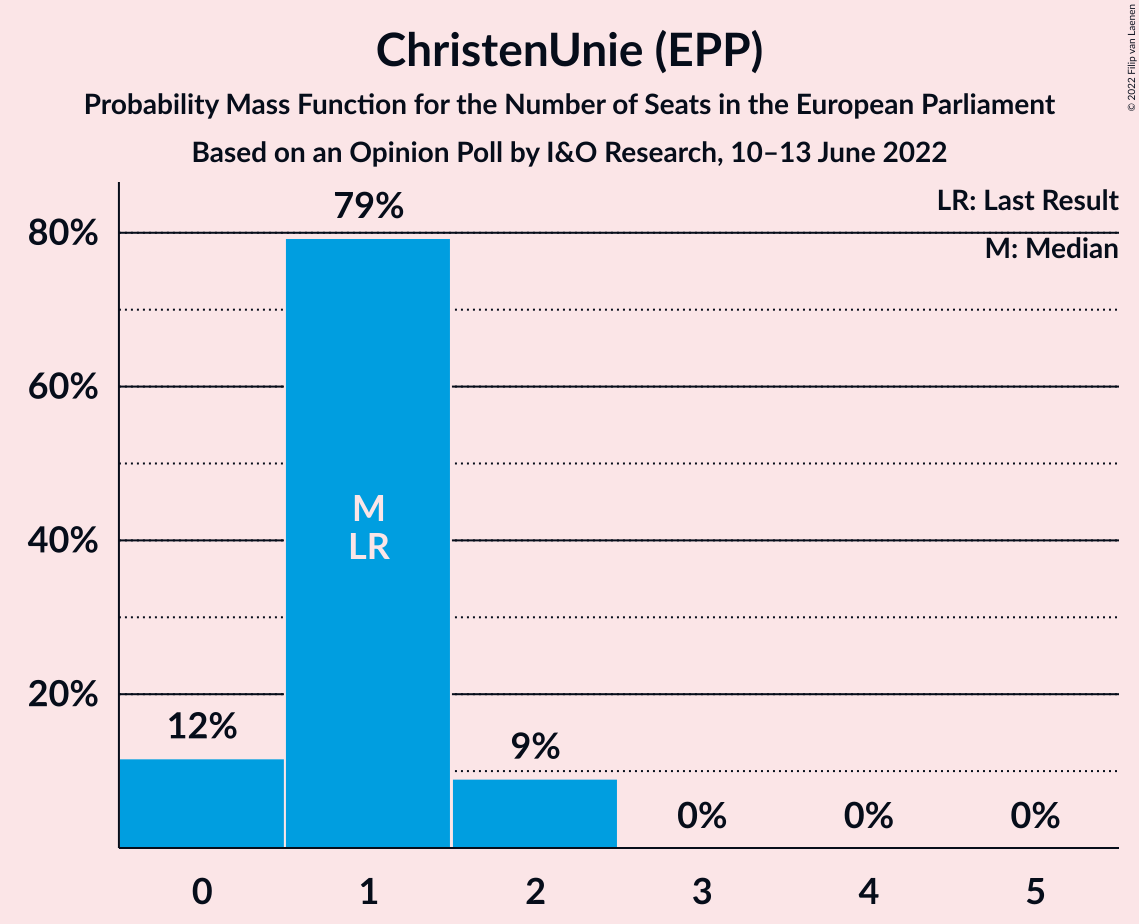 ChristenUnie (EPP)
Probability Mass Function for the Number of Seats in the European Parliament
Based on an Opinion Poll by I&O Research, 10–13 June 2022
© 2022 Filip van Laenen
LR: Last Result
M: Median
80%
60%
40%
20%
79%
M
LR
12%
9%
0%
0%
0%
0
1
2
3
4
5